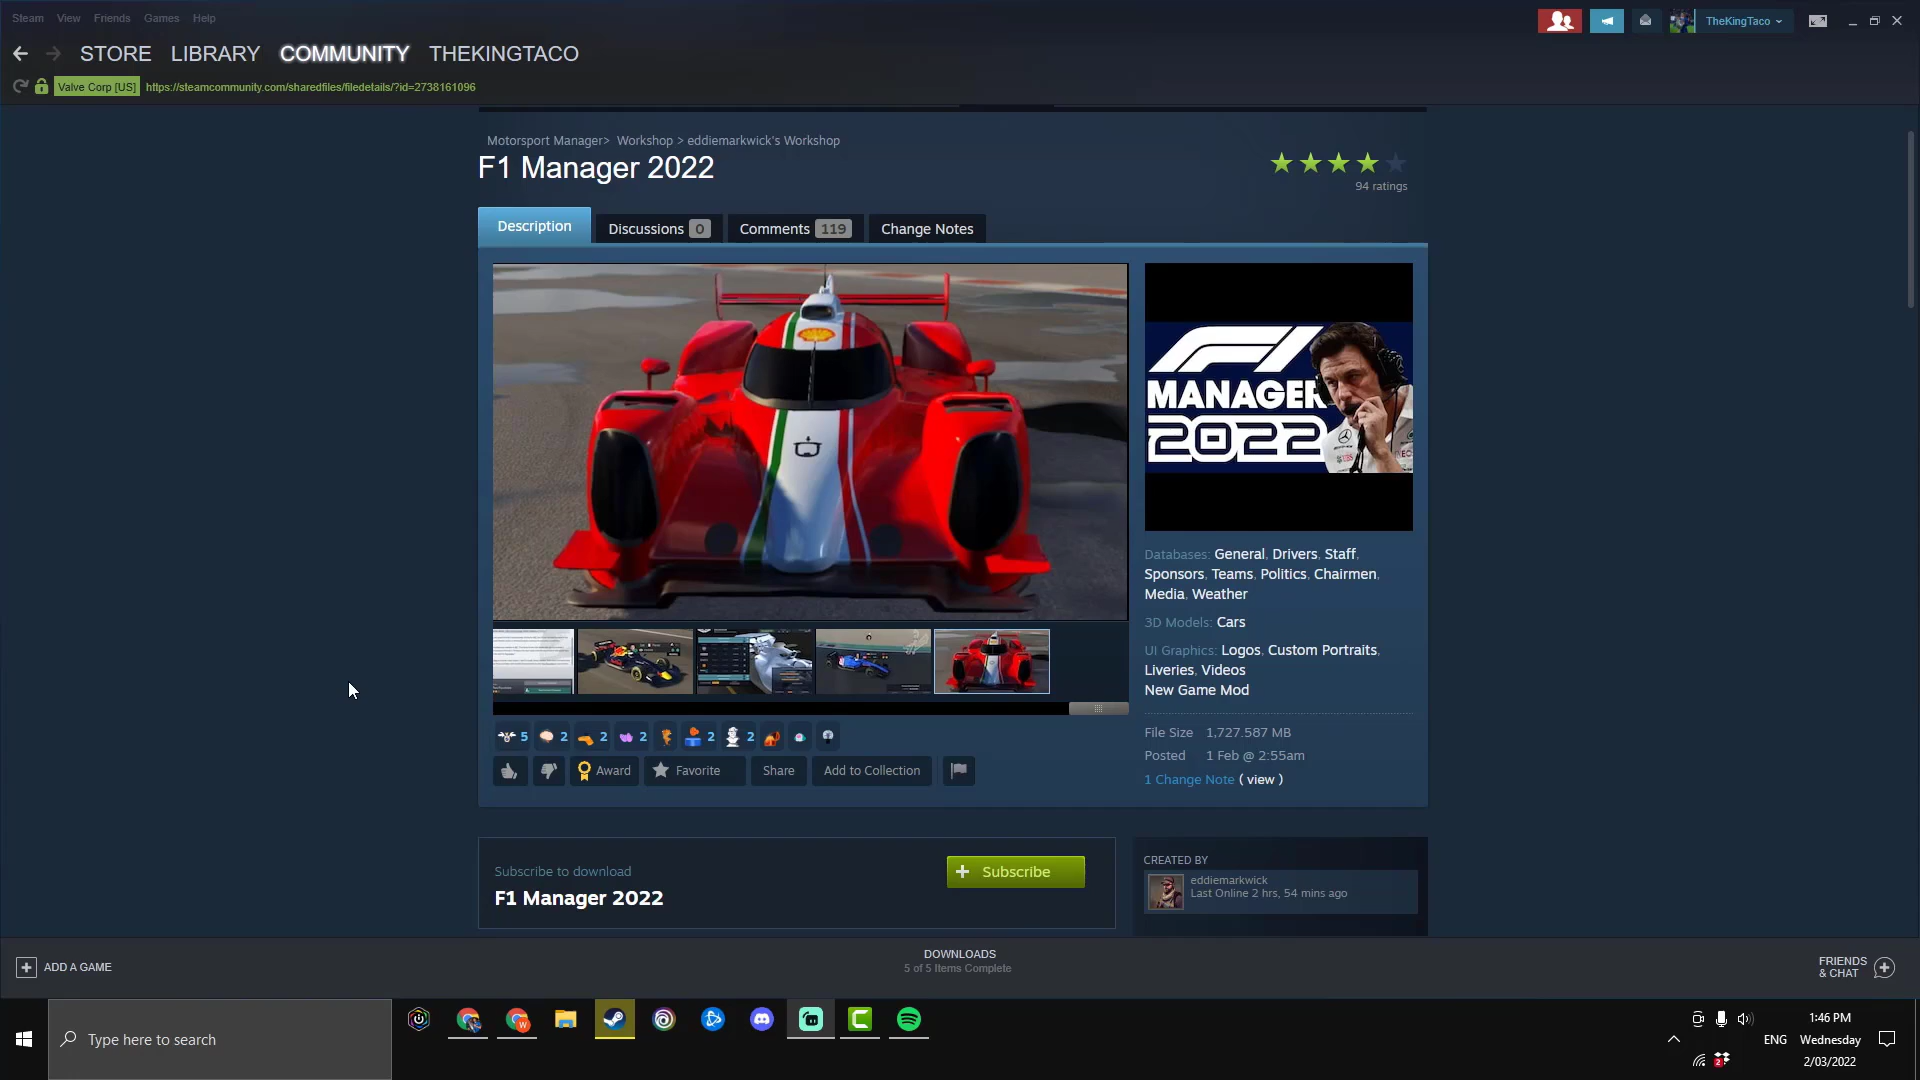 Steam View Friends Games Help
TheKingTaco
STORE LIBRARY COMMUNITY THEKINGTACO
Valve Corp [US] https://steamcommunity.com/sharedfiles/filedetails/?id=2738161096
Motorsport Manager> Workshop > eddiemarkwick's Workshop
F1 Manager 2022
94 ratings
Description Discussions 0 Comments 119 Change Notes
MANAGER
2022
Databases: General, Drivers, Staff,
Sponsors, Teams, Politics, Chairmen,
Media, Weather
3D Models: Cars
UI Graphics: Logos, Custom Portraits,
Liveries, Videos
New Game Mod
File Size 1,727.587 MB
Posted 1 Feb @ 2:55am
1 Change Note ( view )
5 2 2 2 2 2
Award Favorite Share Add to Collection
Subscribe to download
F1 Manager 2022
+ Subscribe
CREATED BY
eddiemarkwick
Last Online 2 hrs, 54 mins ago
ADD A GAME
DOWNLOADS
5 of 5 Items Complete
FRIENDS
& CHAT
Type here to search
ENG
1:46 PM
Wednesday
2/03/2022